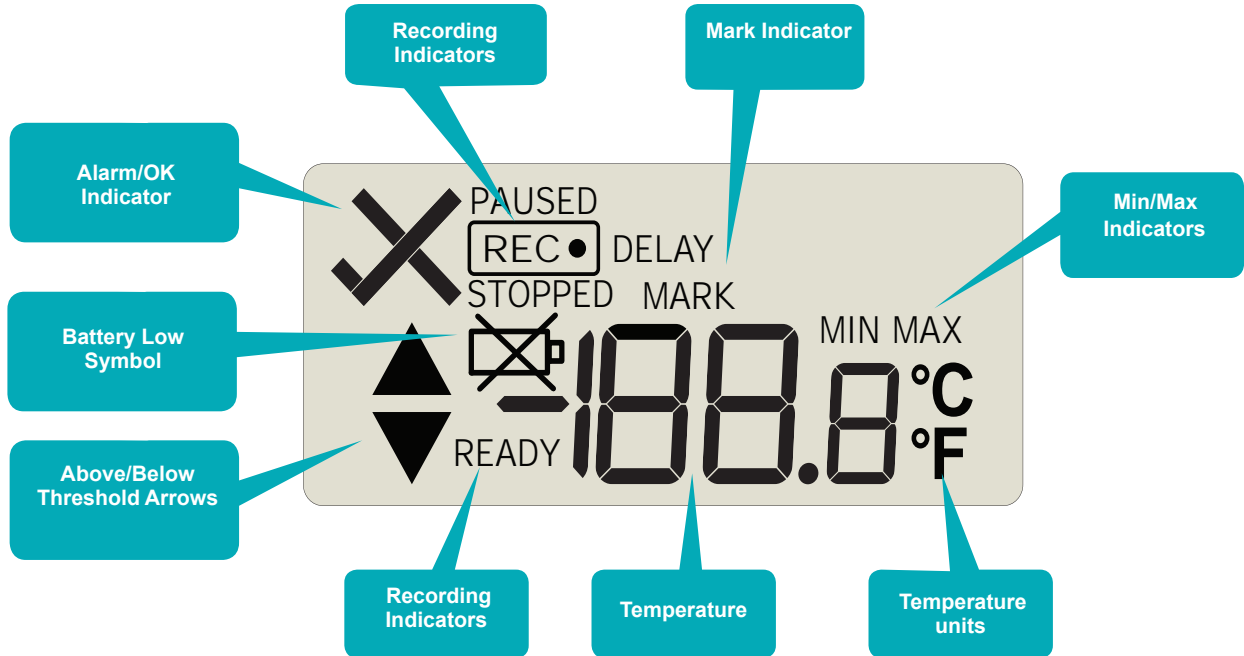 Recording
Indicators
Mark Indicator
Alarm/OK
Indicator
PAUSED
REC
DELAY
STOPPED
MARK
Min/Max
Indicators
Battery Low
Symbol
MIN MAX
-188.8
°C
°F
READY
Above/Below
Threshold Arrows
Recording
Indicators
Temperature
Temperature
units